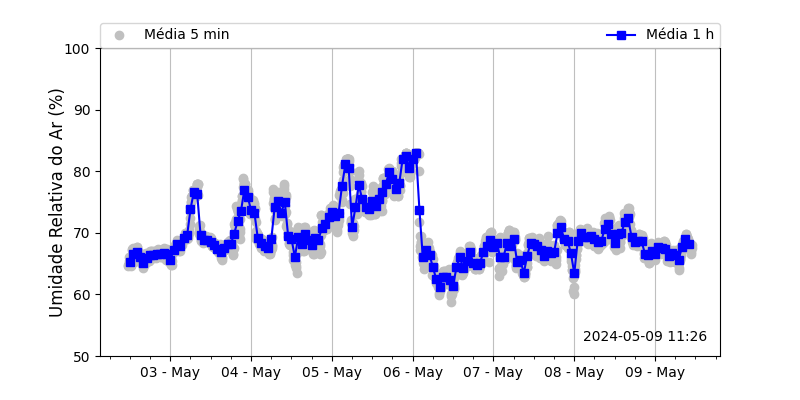 Média 5 min
Média 1 h
100
90
80
70
60
50
Umidade Relativa do Ar (%)
2024-05-09 11:26
03 - May
04 - May
05 - May
06 - May
07 - May
08 - May
09 - May